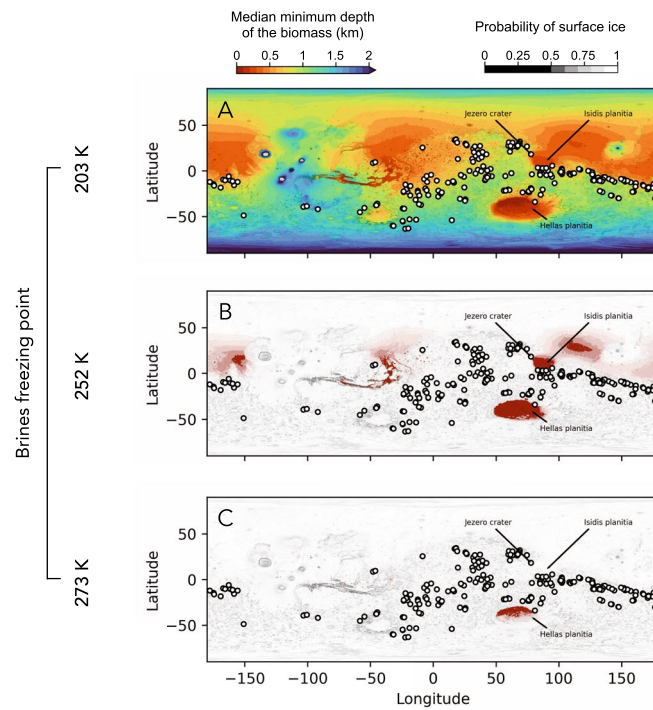 Median minimum depth
of the biomass (km)
Probability of surface ice
0 0.5 1 1.5 2
0 0.25 0.5 0.75 1
A
Jezero crater
Isidis planitia
50
0
−50
Latitude
Hellas planitia
203 K
B
Jezero crater
Isidis planitia
50
0
−50
Latitude
Hellas planitia
252 K
Brines freezing point
C
Jezero crater
Isidis planitia
50
0
−50
Latitude
Hellas planitia
273 K
−150 −100 −50 0 50 100 150
Longitude